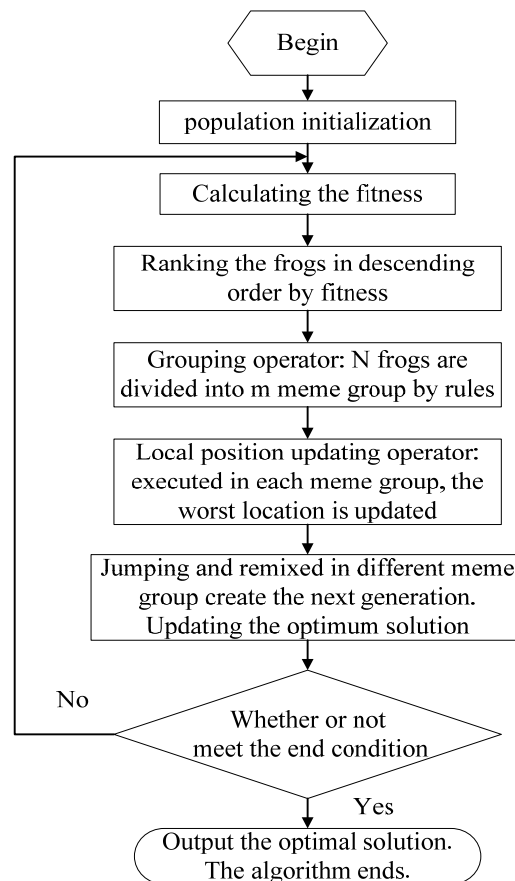 Begin
population initialization
Calculating the fitness
Ranking the frogs in descending
order by fitness
Grouping operator: N frogs are
divided into m meme group by rules
Local position updating operator:
executed in each meme group, the
worst location is updated
Jumping and remixed in different meme
group create the next generation.
Updating the optimum solution
No
Whether or not
meet the end condition
Yes
Output the optimal solution.
The algorithm ends.